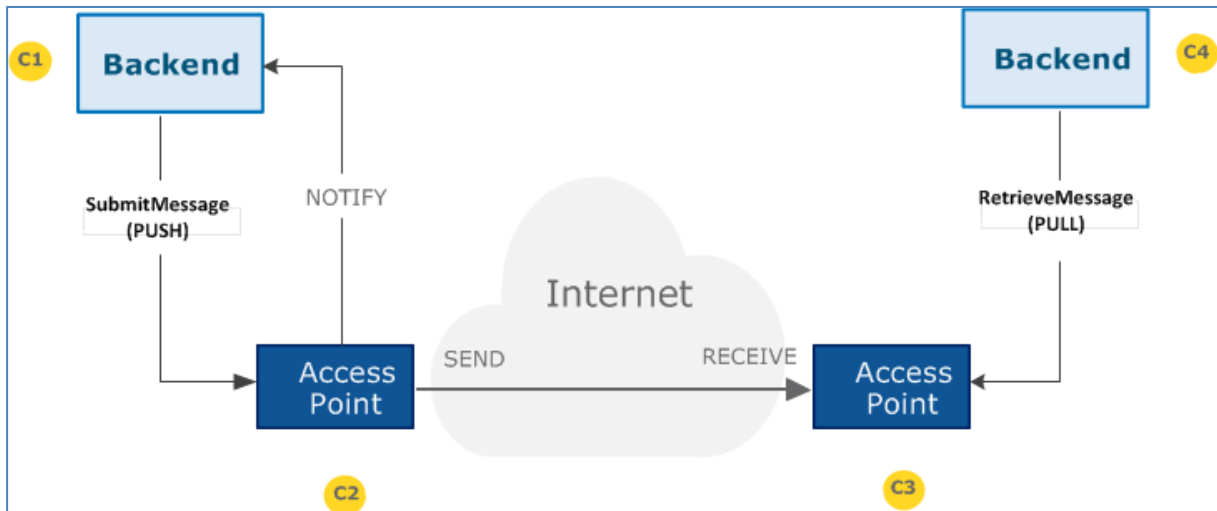 C1
Backend
Backend
C4
SubmitMessage
(PUSH)
NOTIFY
RetrieveMessage
(PULL)
Internet
SEND
RECEIVE
Access
Point
Access
Point
C2
C3